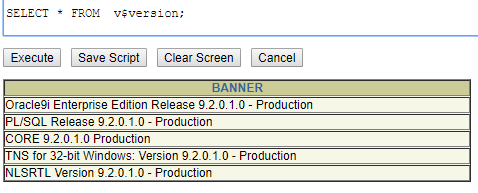 SELECT * FROM  v$version;
Execute Save Script Clear Screen Cancel
BANNER
Oracle9i Enterprise Edition Release 9.2.0.1.0 - Production
PL/SQL Release 9.2.0.1.0 - Production
CORE 9.2.0.1.0 Production
TNS for 32-bit Windows: Version 9.2.0.1.0 - Production
NLSRTL Version 9.2.0.1.0 - Production